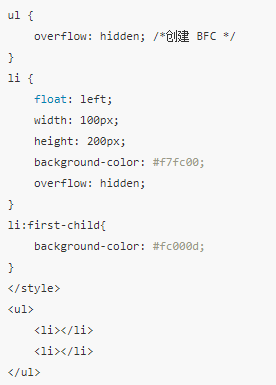 ul {
    overflow: hidden; /*创建 BFC */
}
li {
    float: left;
    width: 100px;
    height: 200px;
    background-color: #f7fc00;
    overflow: hidden;
}
li:first-child{
    background-color: #fc000d;
}
</style>
<ul>
    <li></li>
    <li></li>
</ul>